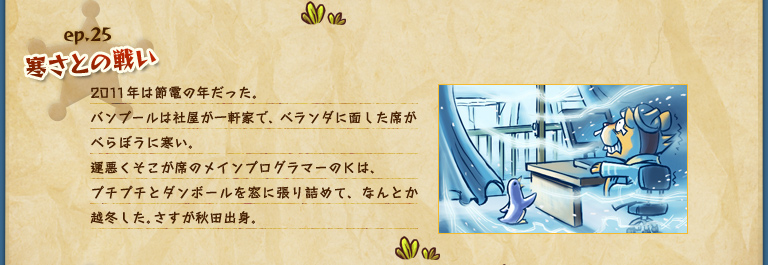 ep.25
寒さとの戦い
2011年は節電の年だった。
バンプールは社屋が一軒家で、ベランダに面した席が
べらぼうに寒い。
運悪くそこが席のメインプログラマーのKは、
プチプチとダンボールを窓に張り詰めて、なんとか
越冬した。さすが秋田出身。